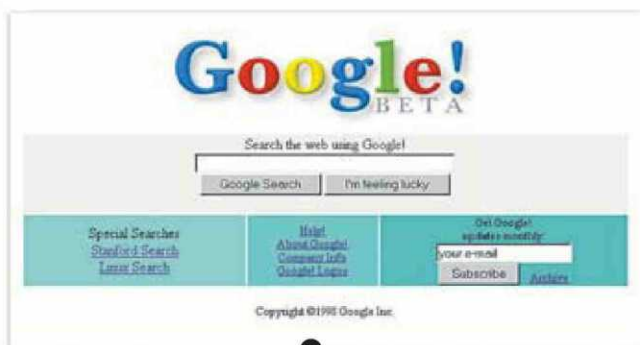 Google!
BETA
Search the web using Google!
Google Search I'm feeling lucky
Special Searches
Stanford Search
Linux Search
Help!
About Google!
Company Info
Google! Logos
Get Google!
updates monthly:
your e-mail
Subscribe Archive
Copyright ©1998 Google Inc.